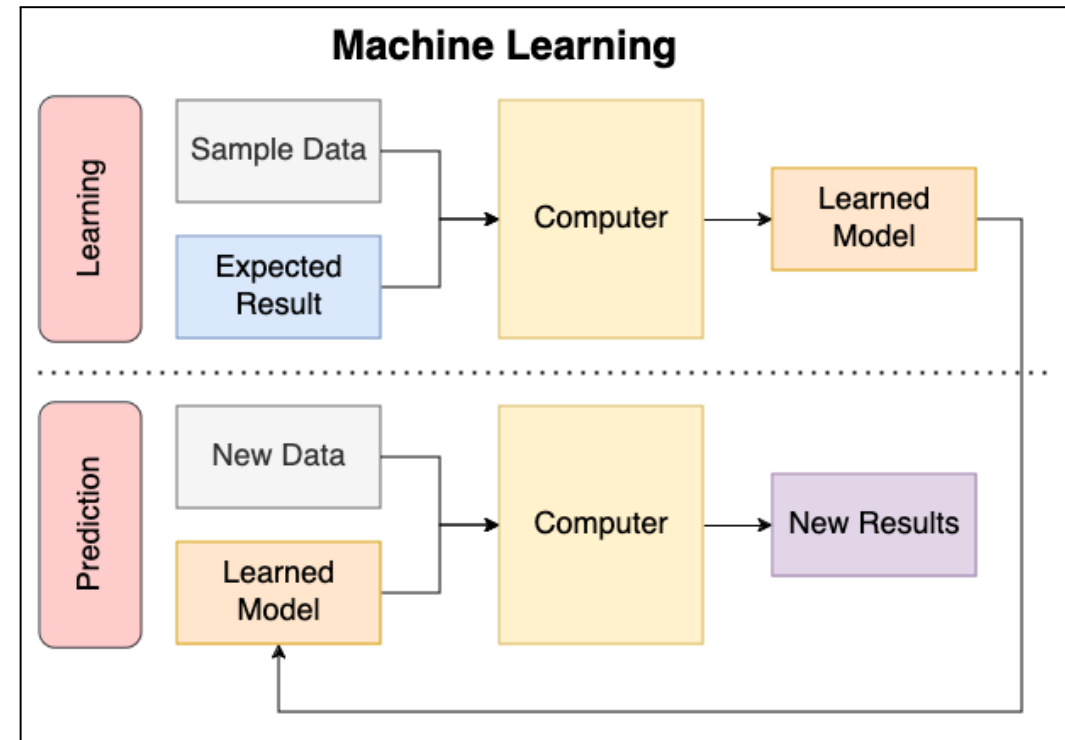 Machine Learning
Learning
Sample Data
Expected
Result
Computer
Learned
Model
Prediction
New Data
Learned
Model
Computer
New Results